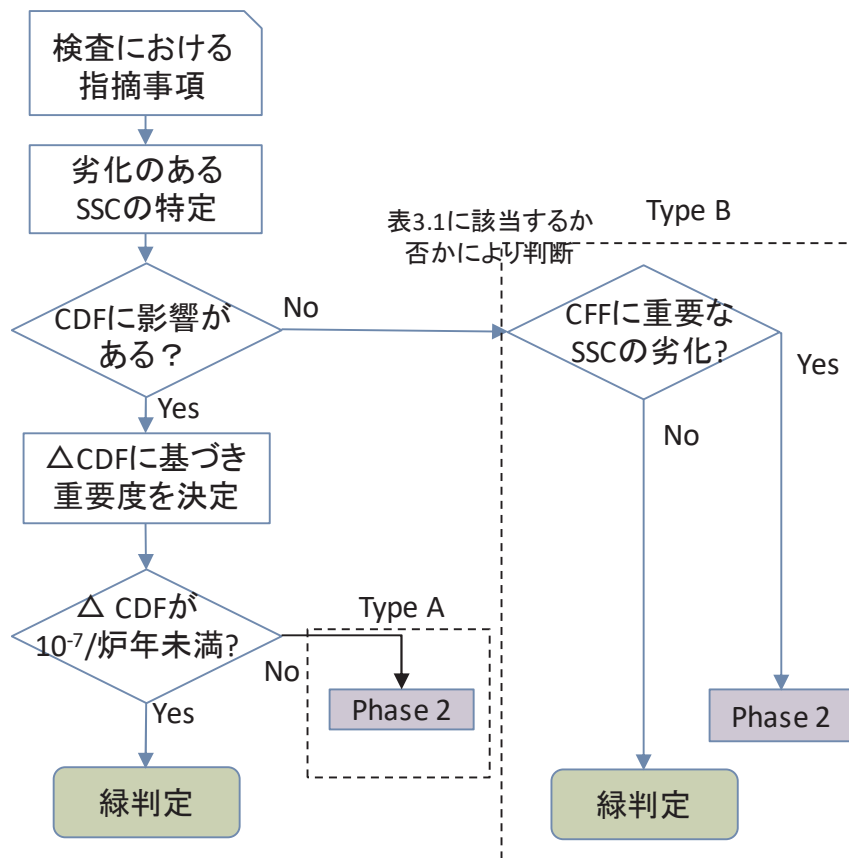 検査における
指摘事項
劣化のある
SSCの特定
表3.1に該当するか
否かにより判断
Type B
CDFに影響が
ある？
No
Yes
CFFに重要な
SSCの劣化?
Yes
No
△CDFに基づき
重要度を決定
△ CDFが
10⁻⁷/炉年未満?
No
Yes
Type A
Phase 2
Phase 2
緑判定
緑判定